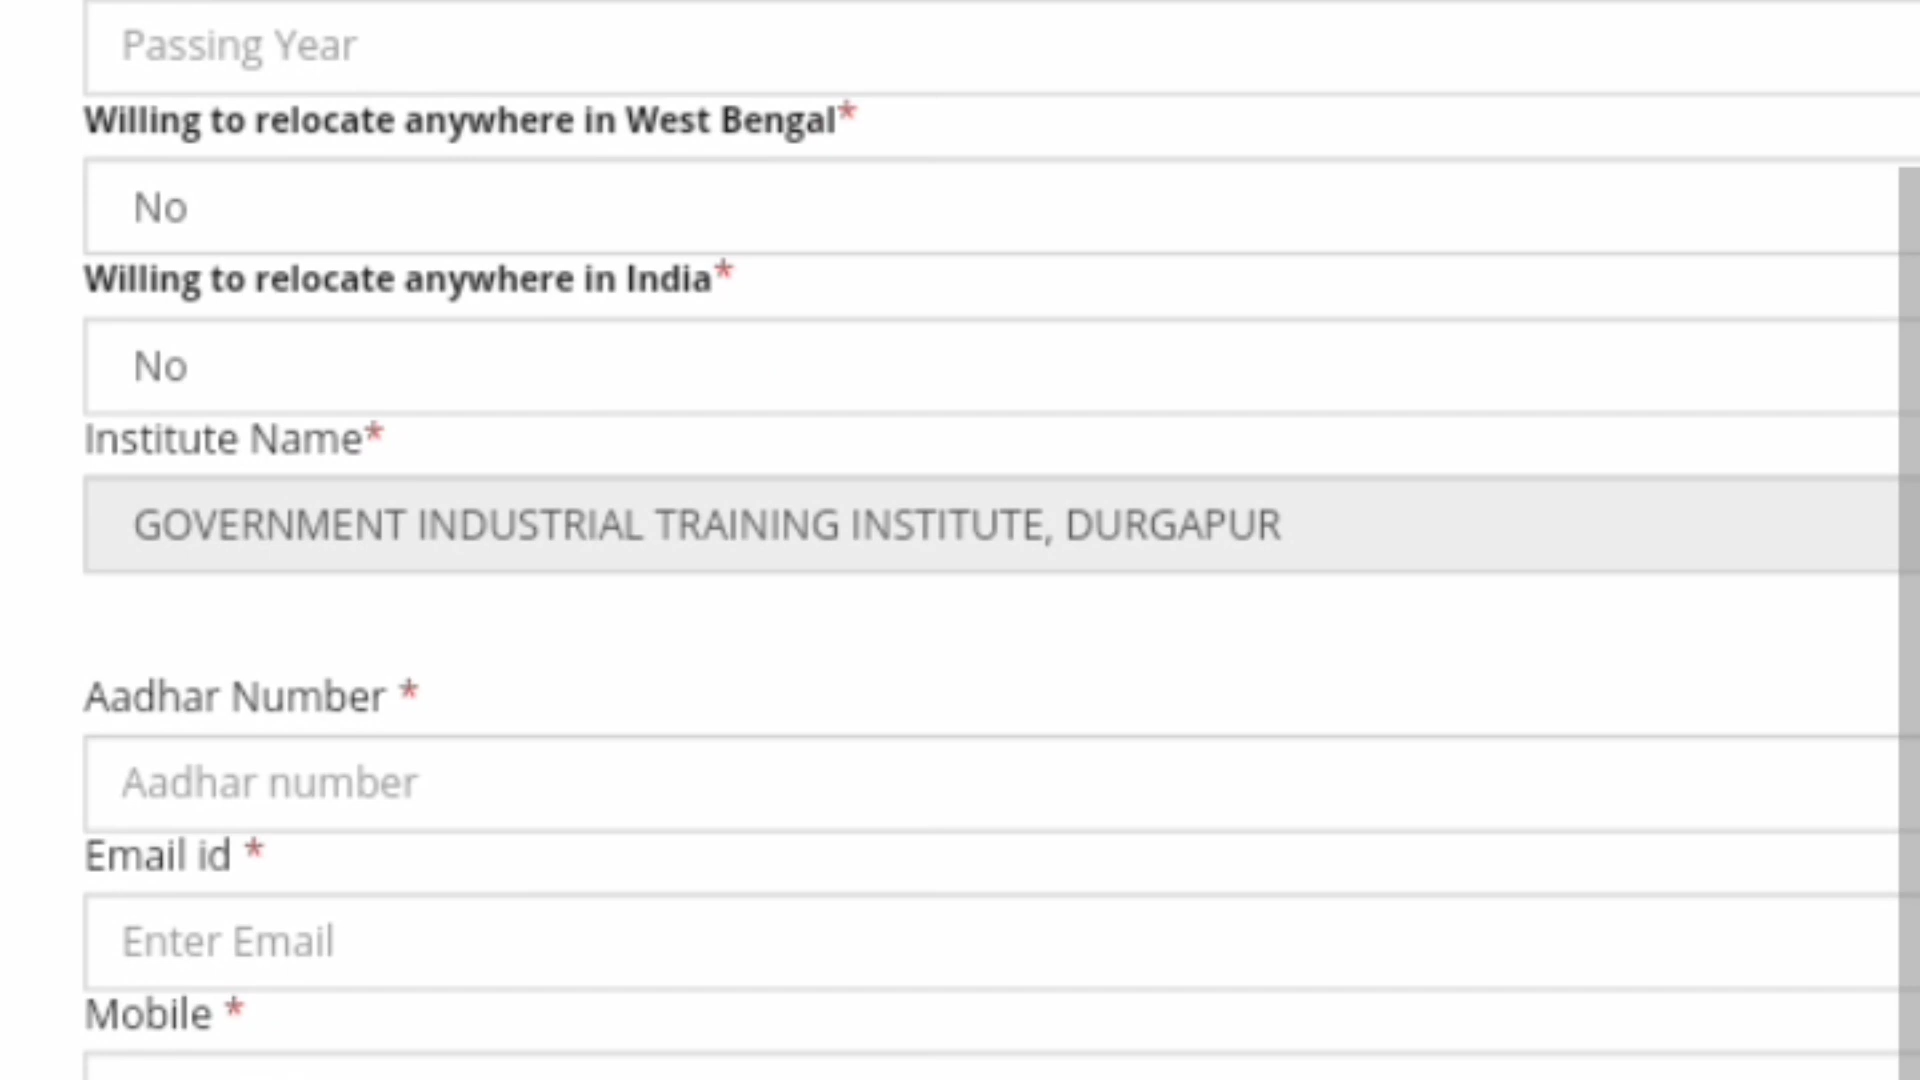 Passing Year
Willing to relocate anywhere in West Bengal*
No
Willing to relocate anywhere in India*
No
Institute Name*
GOVERNMENT INDUSTRIAL TRAINING INSTITUTE, DURGAPUR
Aadhar Number *
Aadhar number
Email id *
Enter Email
Mobile *